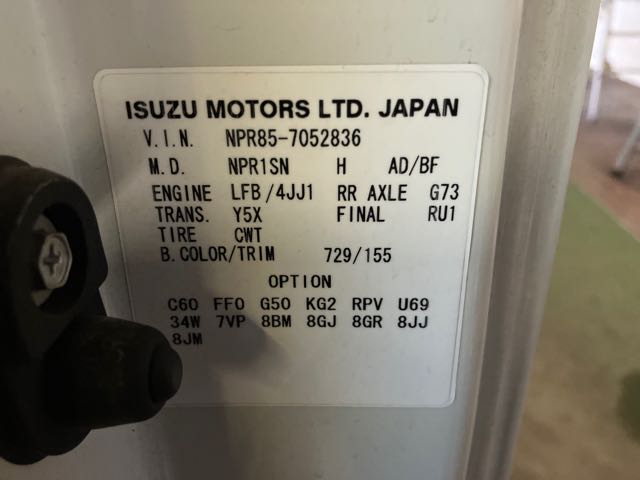 ISUZU MOTORS LTD. JAPAN
V.I.N. NPR85-7052836
M.D. NPR1SN H AD/BF
ENGINE LFB/4JJ1 RR AXLE G73
TRANS. Y5X FINAL RU1
TIRE CWT
B.COLOR/TRIM 729/155
OPTION
C60 FF0 G50 KG2 RPV U69
34W 7VP 8BM 8GJ 8GR 8JJ
8JM